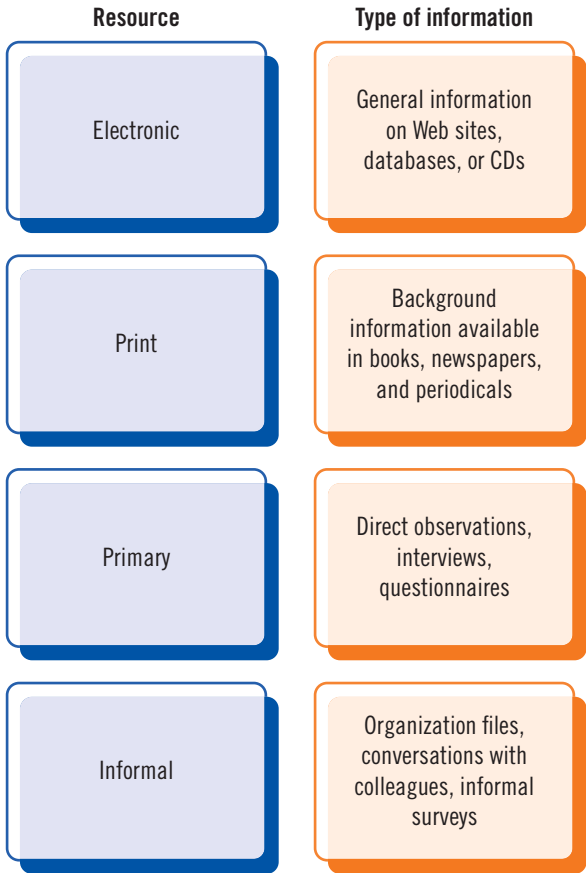 Resource
Type of information
Electronic
General information
on Web sites,
databases, or CDs
Print
Background
information available
in books, newspapers,
and periodicals
Primary
Direct observations,
interviews,
questionnaires
Informal
Organization files,
conversations with
colleagues, informal
surveys